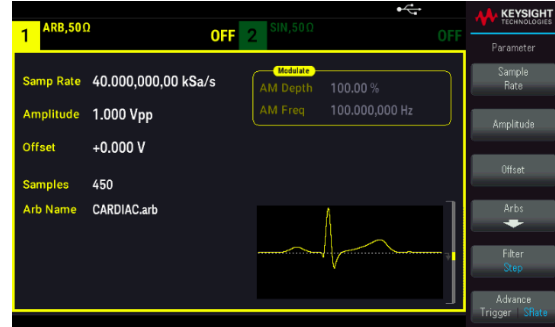 1 ARB,50Ω OFF
2 SIN,50Ω OFF
KEYSIGHT
TECHNOLOGIES
Parameter
Samp Rate 40.000,000,00 kSa/s
Amplitude 1.000 Vpp
Offset +0.000 V
Samples 450
Arb Name CARDIAC.arb
Modulate
AM Depth 100.00 %
AM Freq 100.000,000 Hz
Sample
Rate
Amplitude
Offset
Arbs
Filter
Step
Advance
Trigger SRate